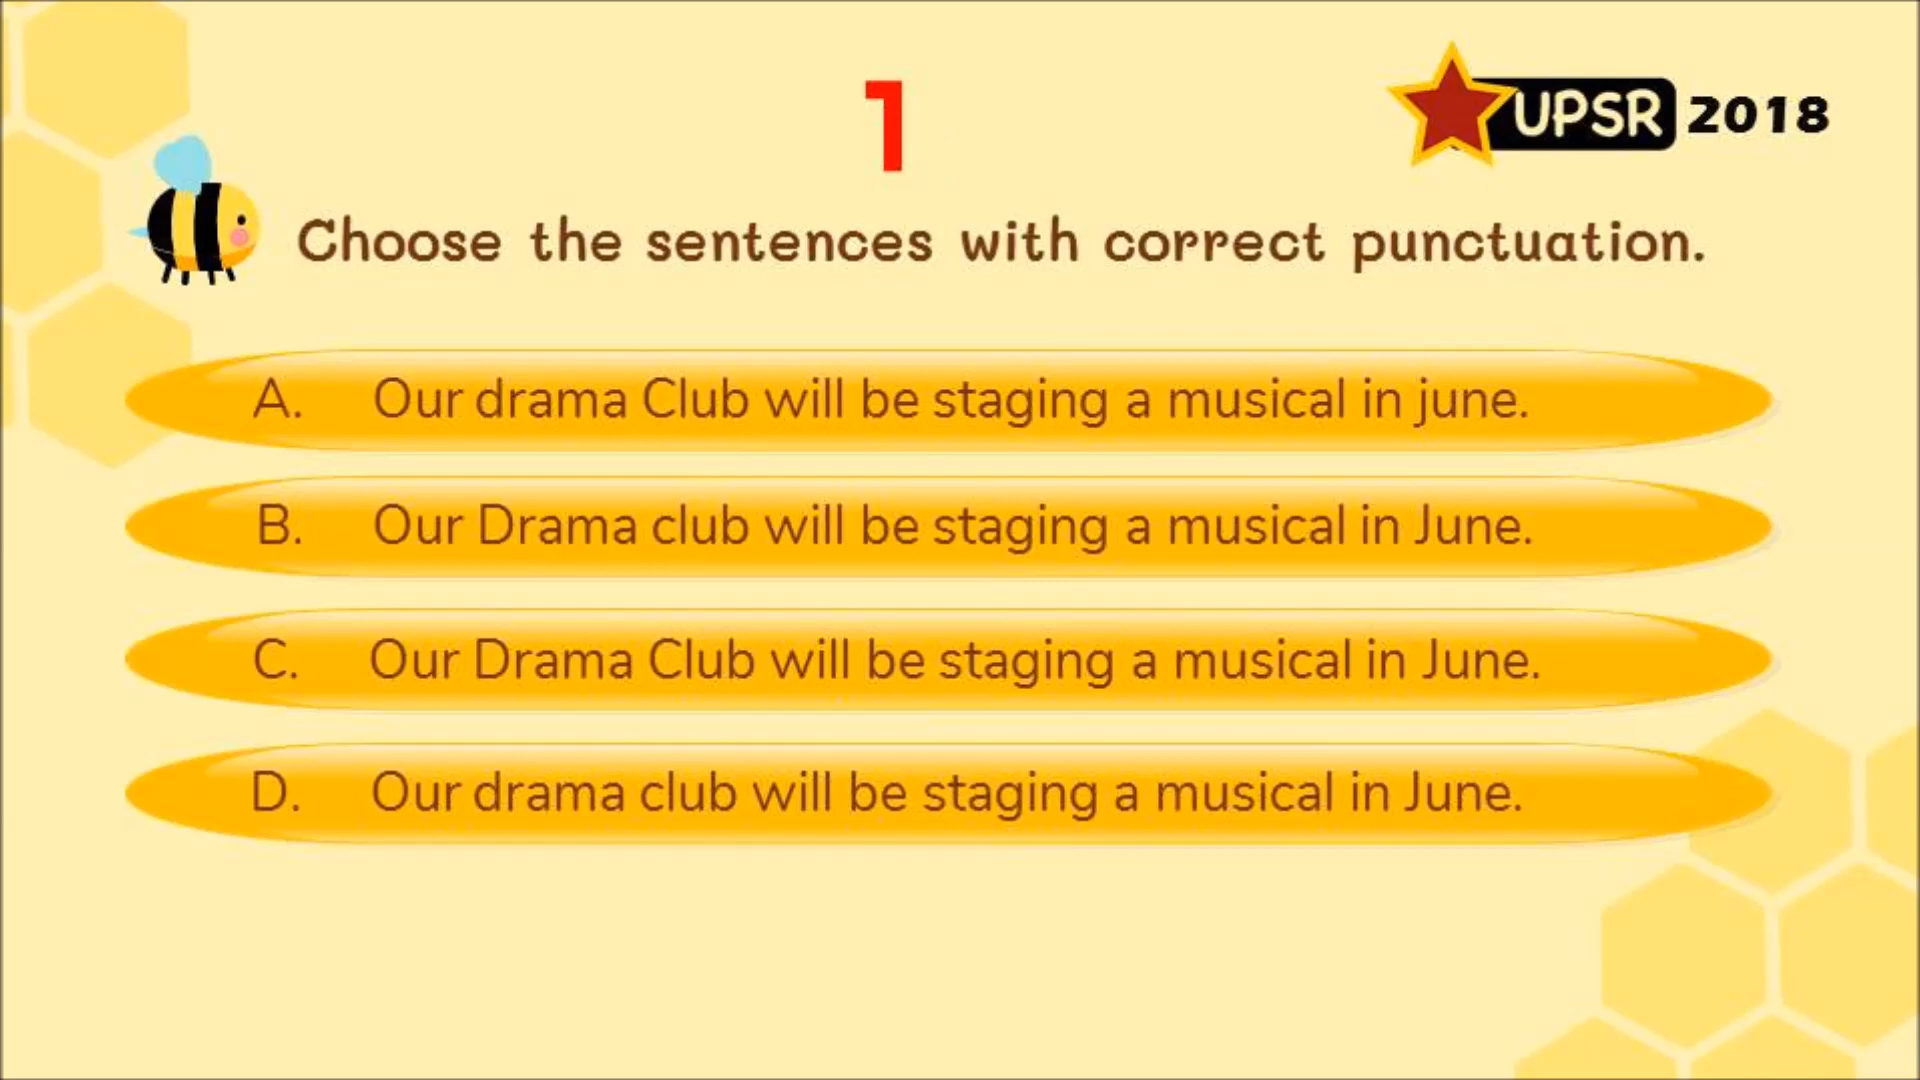 1
UPSR 2018
Choose the sentences with correct punctuation.
A. Our drama Club will be staging a musical in june.
B. Our Drama club will be staging a musical in June.
C. Our Drama Club will be staging a musical in June.
D. Our drama club will be staging a musical in June.